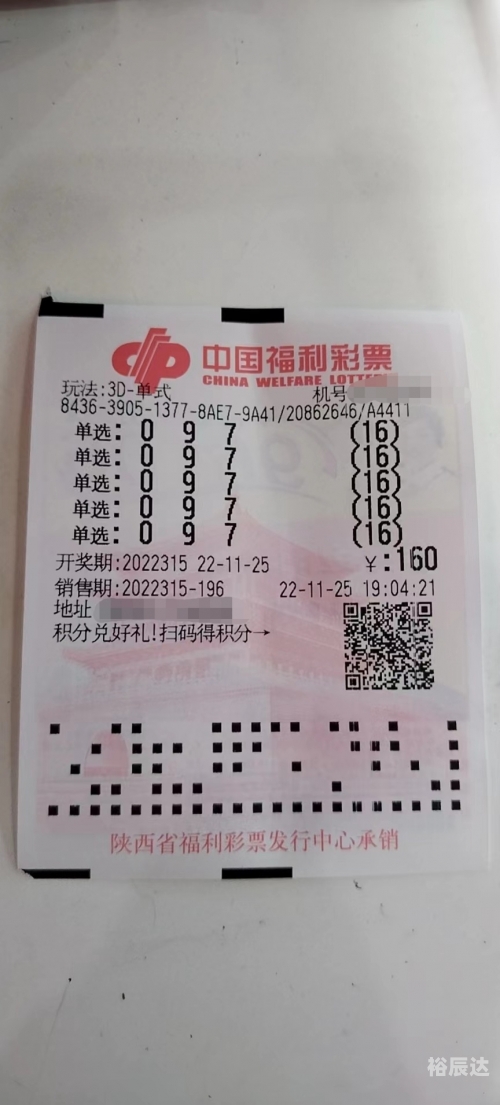 中国福利彩票
CHINA WELFARE LOTTERY
玩法:3D-单式 机号
8436-3905-1377-8AE7-9A41/20862646/A4411
单选: 0 9 7 (16)
单选: 0 9 7 (16)
单选: 0 9 7 (16)
单选: 0 9 7 (16)
单选: 0 9 7 (16)
开奖期:2022315 22-11-25 ¥:160
销售期:2022315-196 22-11-25 19:04:21
地址
积分兑好礼!扫码得积分→
陕西省福利彩票发行中心承销
裕辰达